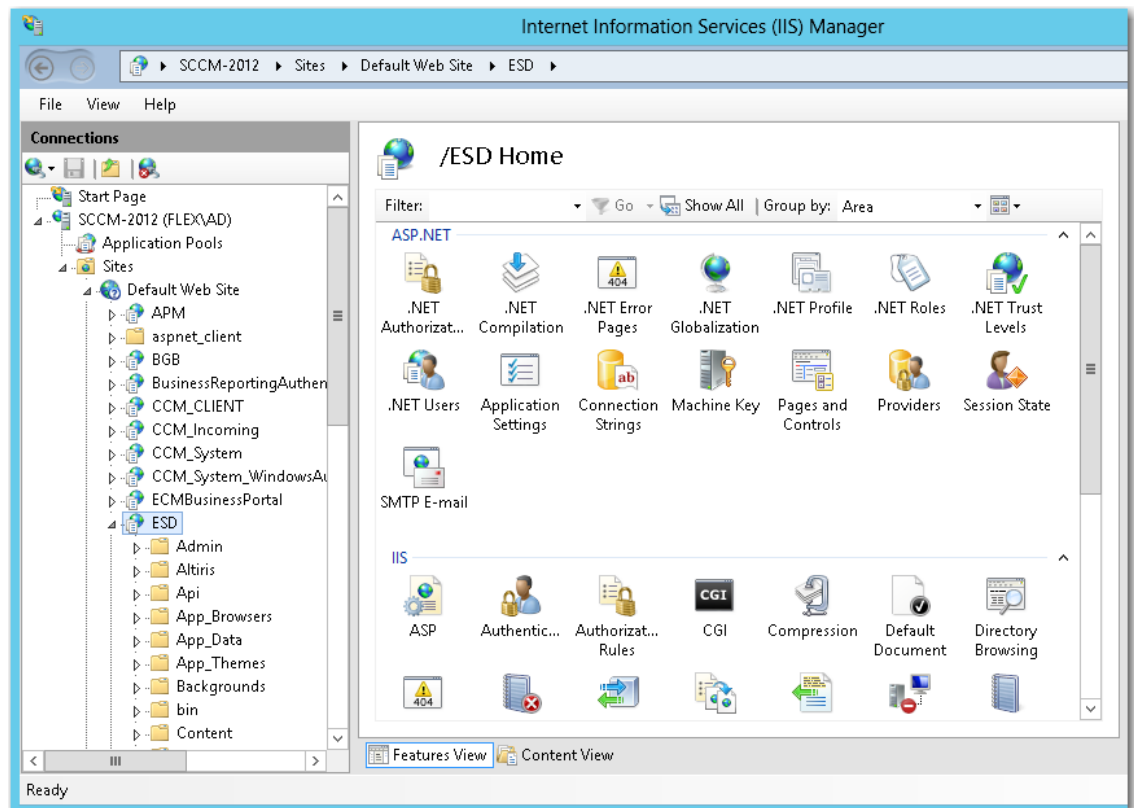 Internet Information Services (IIS) Manager
SCCM-2012 Sites Default Web Site ESD
File View Help
Connections
Start Page
SCCM-2012 (FLEX\AD)
Application Pools
Sites
Default Web Site
APM
aspnet_client
BGB
BusinessReportingAuthen
CCM_CLIENT
CCM_Incoming
CCM_System
CCM_System_WindowsAu
ECMBusinessPortal
ESD
Admin
Altiris
Api
App_Browsers
App_Data
App_Themes
Backgrounds
bin
Content
/ESD Home
Filter: Go Show All Group by: Area
ASP.NET
.NET Authorizat...
.NET Compilation
404
.NET Error Pages
.NET Globalization
.NET Profile
.NET Roles
.NET Trust Levels
.NET Users
Application Settings
ab
Connection Strings
Machine Key
Pages and Controls
Providers
Session State
SMTP E-mail
IIS
ASP
Authentic...
Authorizat... Rules
CGI
CGI
Compression
Default Document
Directory Browsing
404
Features View Content View
Ready